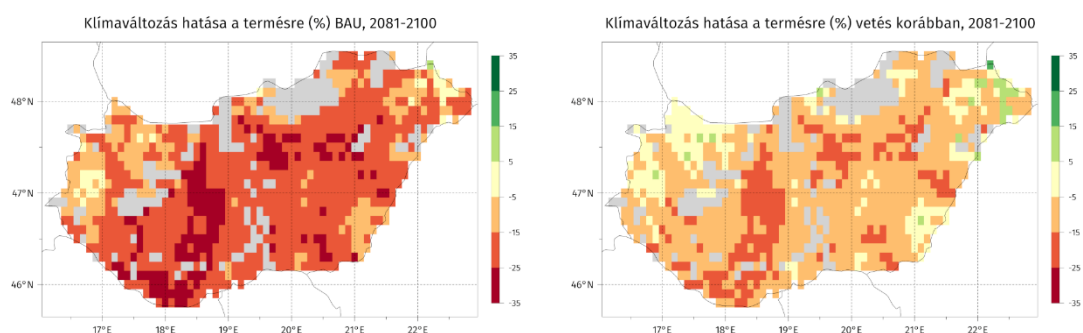 Klímaváltozás hatása a termésre (%) BAU, 2081-2100
48°N
47°N
46°N
17°E 18°E 19°E 20°E 21°E 22°E
35
25
15
5
-5
-15
-25
-35
Klímaváltozás hatása a termésre (%) vetés korábban, 2081-2100
48°N
47°N
46°N
17°E 18°E 19°E 20°E 21°E 22°E
35
25
15
5
-5
-15
-25
-35